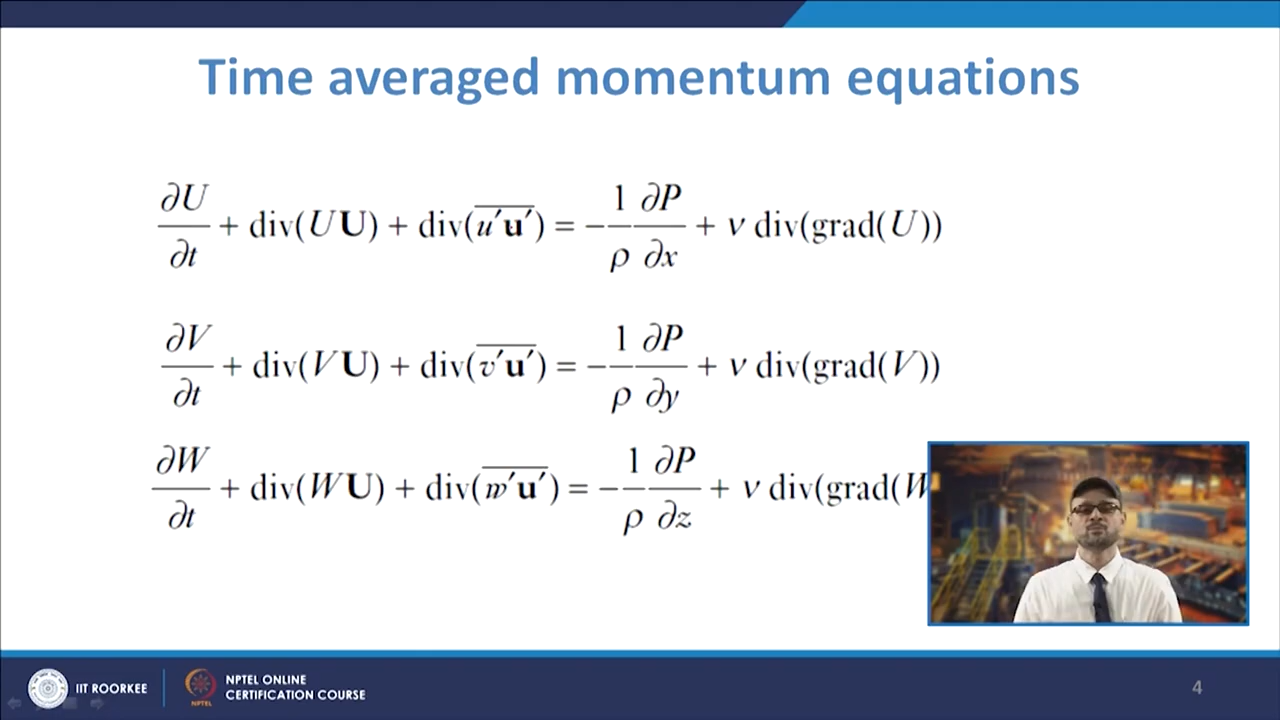 Time averaged momentum equations
∂U/∂t + div(U𝐔) + div(u′𝐮′‾) = −(1/ρ) ∂P/∂x + ν div(grad(U))
∂V/∂t + div(V𝐔) + div(v′𝐮′‾) = −(1/ρ) ∂P/∂y + ν div(grad(V))
∂W/∂t + div(W𝐔) + div(w′𝐮′‾) = −(1/ρ) ∂P/∂z + ν div(grad(W
IIT ROORKEE
NPTEL
NPTEL ONLINE
CERTIFICATION COURSE
4